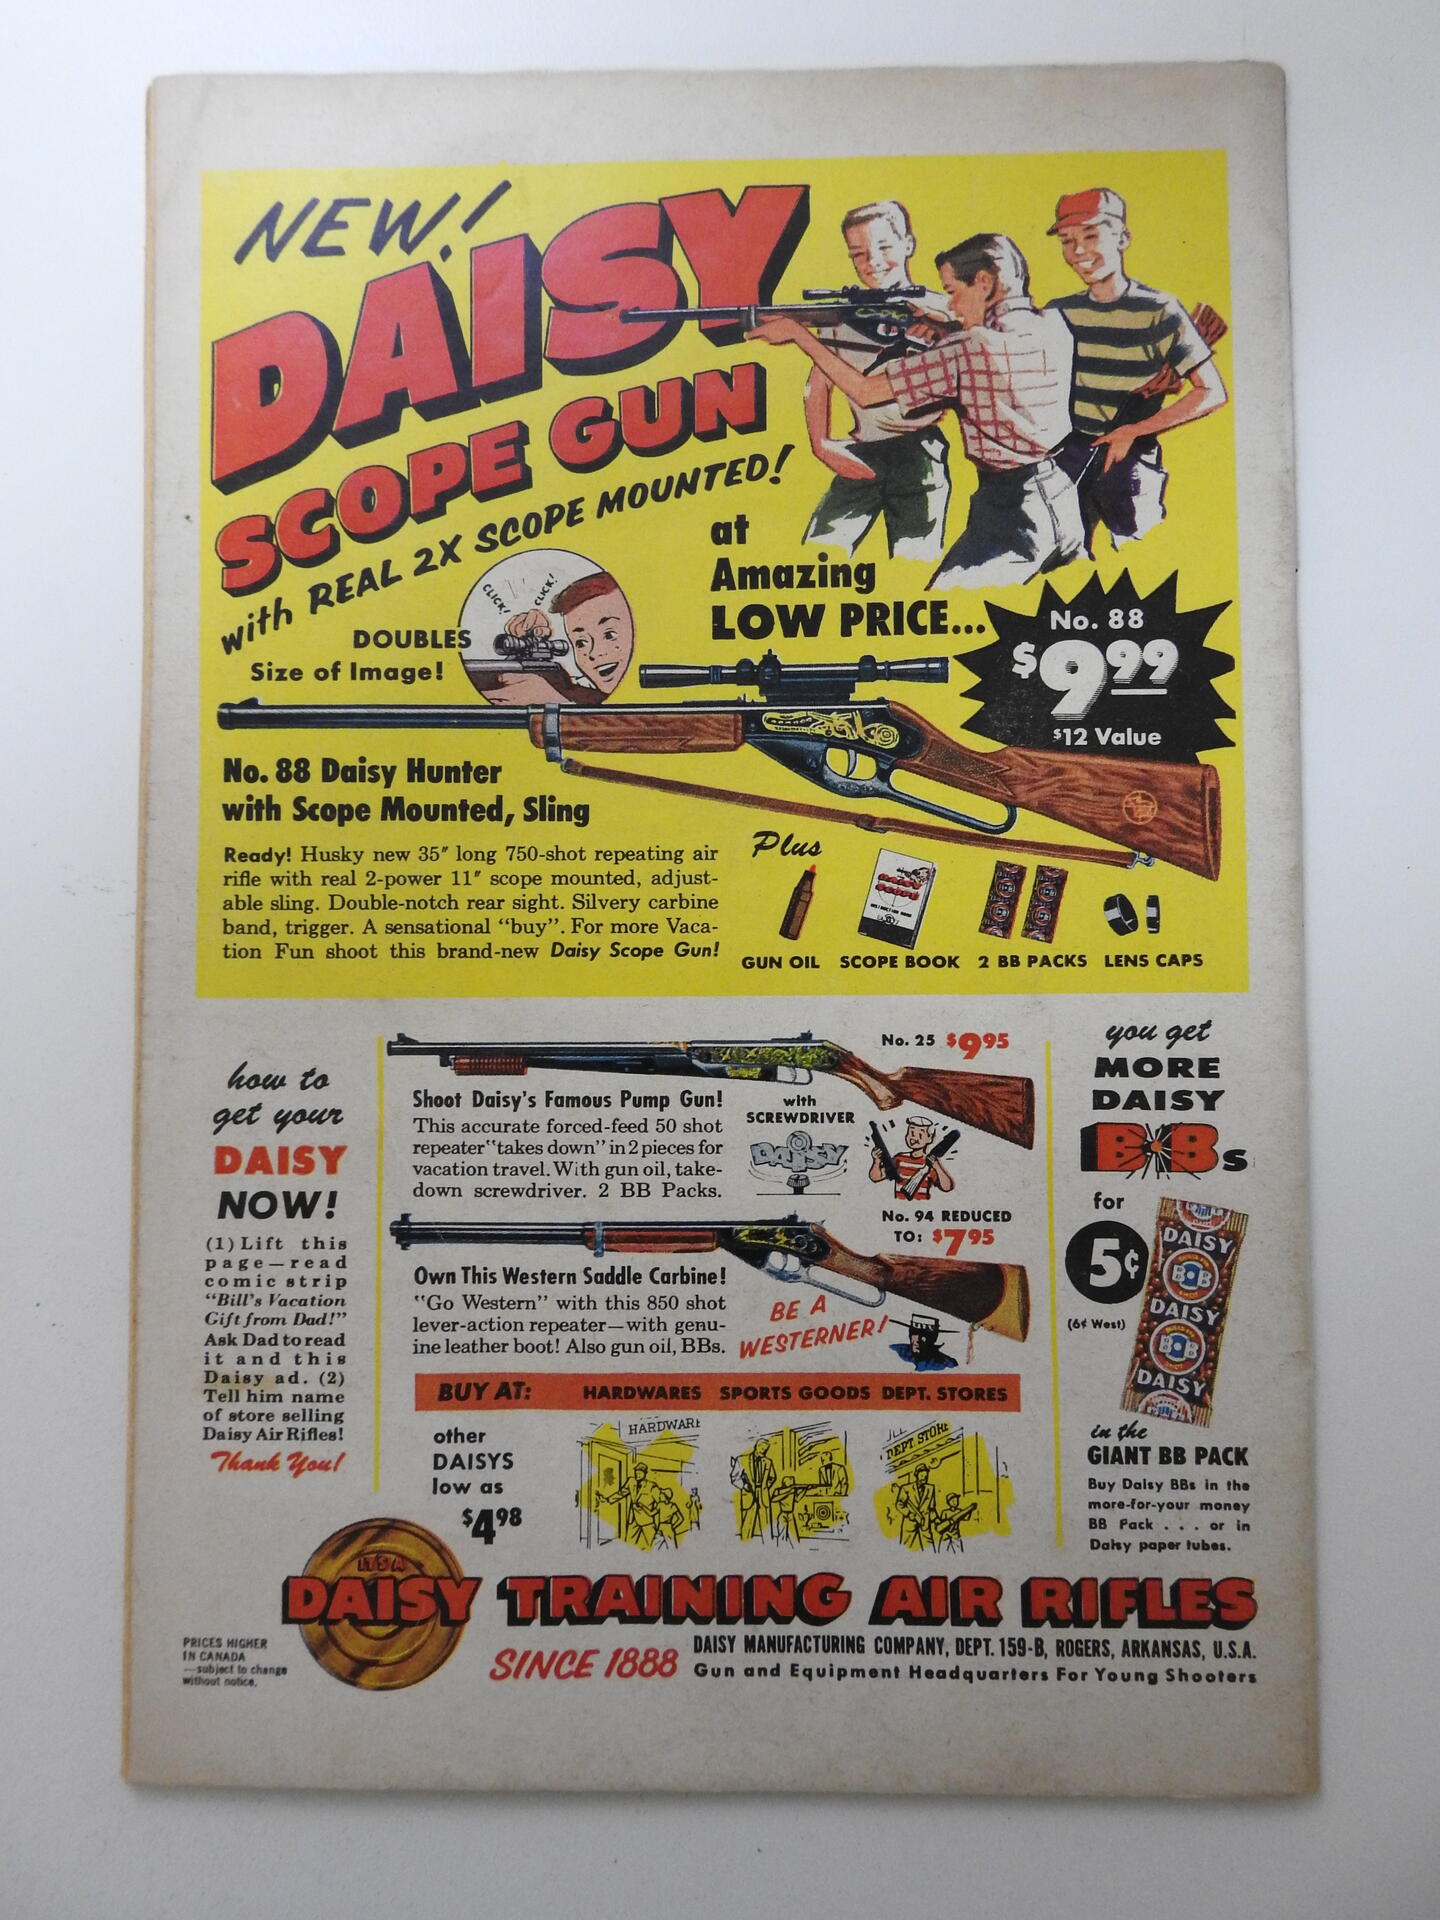 NEW!
DAISY
SCOPE GUN
with REAL 2X SCOPE MOUNTED!
CLICK! CLICK!
DOUBLES
Size of Image!
at
Amazing
LOW PRICE...
No. 88
$9.99
$12 Value
No. 88 Daisy Hunter
with Scope Mounted, Sling
Ready! Husky new 35" long 750-shot repeating air
rifle with real 2-power 11" scope mounted, adjust-
able sling. Double-notch rear sight. Silvery carbine
band, trigger. A sensational "buy". For more Vaca-
tion Fun shoot this brand-new Daisy Scope Gun!
Plus
DAISY
SCOPE
GUN OIL SCOPE BOOK 2 BB PACKS LENS CAPS
how to
get your
DAISY
NOW!
(1) Lift this
page—read
comic strip
"Bill's Vacation
Gift from Dad!"
Ask Dad to read
it and this
Daisy ad. (2)
Tell him name
of store selling
Daisy Air Rifles!
Thank You!
No. 25 $9.95
Shoot Daisy's Famous Pump Gun!
This accurate forced-feed 50 shot
repeater "takes down" in 2 pieces for
vacation travel. With gun oil, take-
down screwdriver. 2 BB Packs.
with
SCREWDRIVER
DAISY
No. 94 REDUCED
TO: $7.95
Own This Western Saddle Carbine!
"Go Western" with this 850 shot
lever-action repeater—with genu-
ine leather boot! Also gun oil, BBs.
BE A
WESTERNER!
BUY AT: HARDWARES SPORTS GOODS DEPT. STORES
other
DAISYS
low as
$4.98
HARDWARE
DEPT. STORE
you get
MORE
DAISY
BBs
for
5¢
(6¢ West)
DAISY
BB
SHOT
DAISY
BB
SHOT
DAISY
in the
GIANT BB PACK
Buy Daisy BBs in the
more-for-your money
BB Pack . . . or in
Daisy paper tubes.
IT'S A
DAISY TRAINING AIR RIFLES
SINCE 1888
DAISY MANUFACTURING COMPANY, DEPT. 159-B, ROGERS, ARKANSAS, U.S.A.
Gun and Equipment Headquarters For Young Shooters
PRICES HIGHER
IN CANADA
—subject to change
without notice.